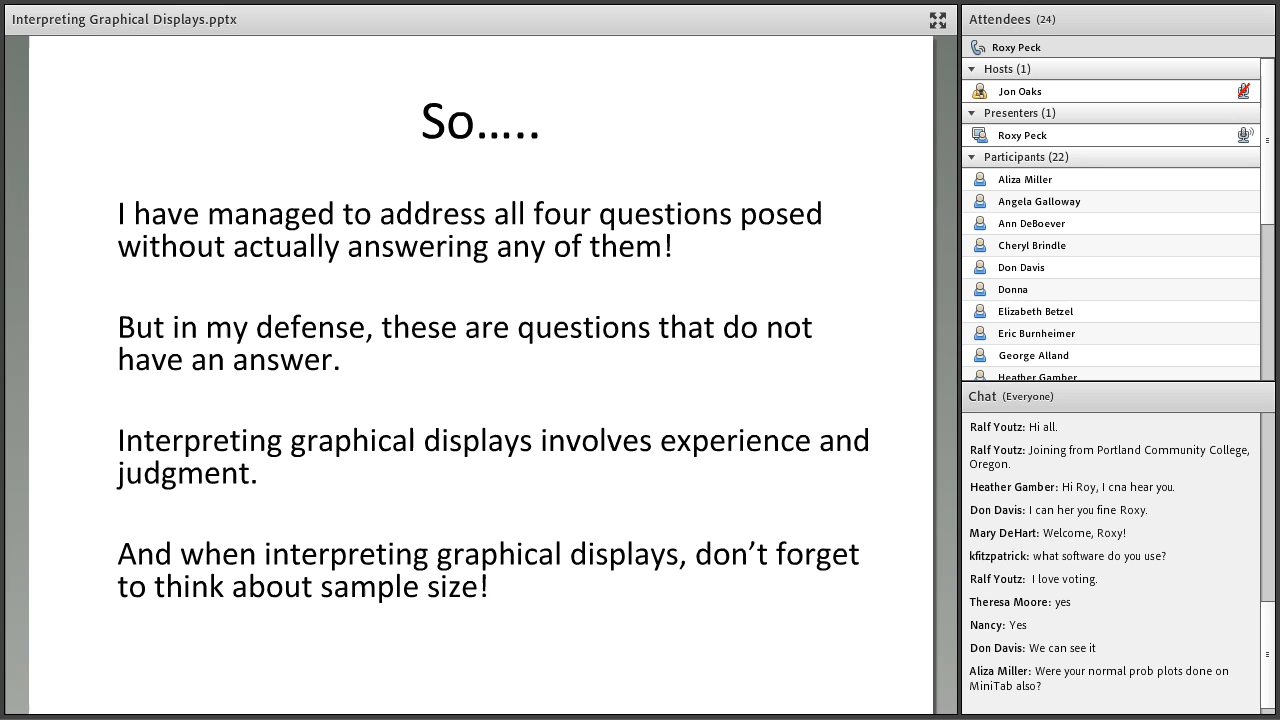 Interpreting Graphical Displays.pptx
So.....
I have managed to address all four questions posed
without actually answering any of them!
But in my defense, these are questions that do not
have an answer.
Interpreting graphical displays involves experience and
judgment.
And when interpreting graphical displays, don’t forget
to think about sample size!
Attendees (24)
Roxy Peck
Hosts (1)
Jon Oaks
Presenters (1)
Roxy Peck
Participants (22)
Aliza Miller
Angela Galloway
Ann DeBoever
Cheryl Brindle
Don Davis
Donna
Elizabeth Betzel
Eric Burnheimer
George Alland
Heather Gamber
Chat (Everyone)
Ralf Youtz: Hi all.
Ralf Youtz: Joining from Portland Community College,
Oregon.
Heather Gamber: Hi Roy, I cna hear you.
Don Davis: I can her you fine Roxy.
Mary DeHart: Welcome, Roxy!
kfitzpatrick: what software do you use?
Ralf Youtz: I love voting.
Theresa Moore: yes
Nancy: Yes
Don Davis: We can see it
Aliza Miller: Were your normal prob plots done on
MiniTab also?